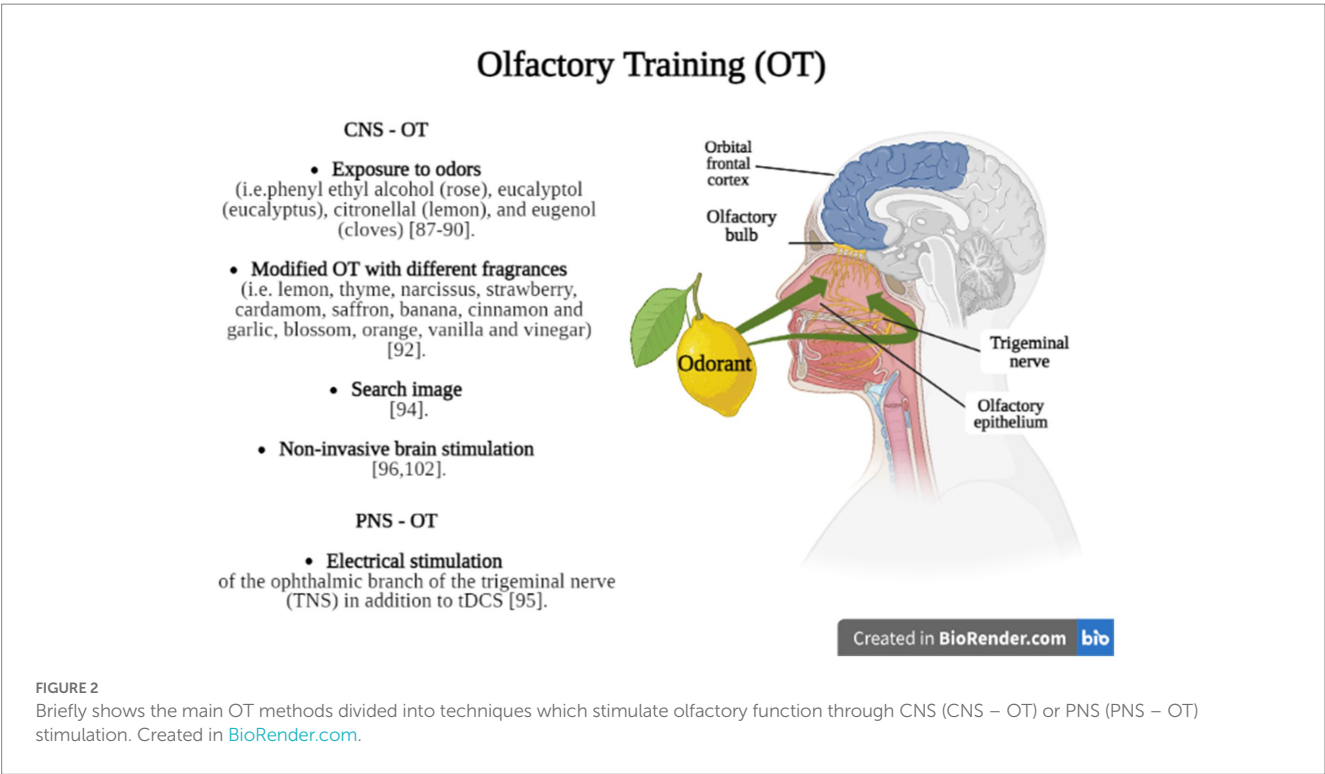 Olfactory Training (OT)
CNS - OT
• Exposure to odors
(i.e.phenyl ethyl alcohol (rose), eucalyptol
(eucalyptus), citronellal (lemon), and eugenol
(cloves) [87-90].
• Modified OT with different fragrances
(i.e. lemon, thyme, narcissus, strawberry,
cardamom, saffron, banana, cinnamon and
garlic, blossom, orange, vanilla and vinegar)
[92].
• Search image
[94].
• Non-invasive brain stimulation
[96,102].
PNS - OT
• Electrical stimulation
of the ophthalmic branch of the trigeminal nerve
(TNS) in addition to tDCS [95].
Orbital
frontal
cortex
Olfactory
bulb
Odorant
Trigeminal
nerve
Olfactory
epithelium
Created in BioRender.com bio
FIGURE 2
Briefly shows the main OT methods divided into techniques which stimulate olfactory function through CNS (CNS – OT) or PNS (PNS – OT)
stimulation. Created in BioRender.com.